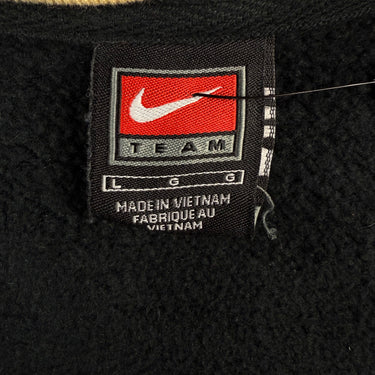 TEAM
L G G
MADE IN VIETNAM
FABRIQUE AU
VIETNAM